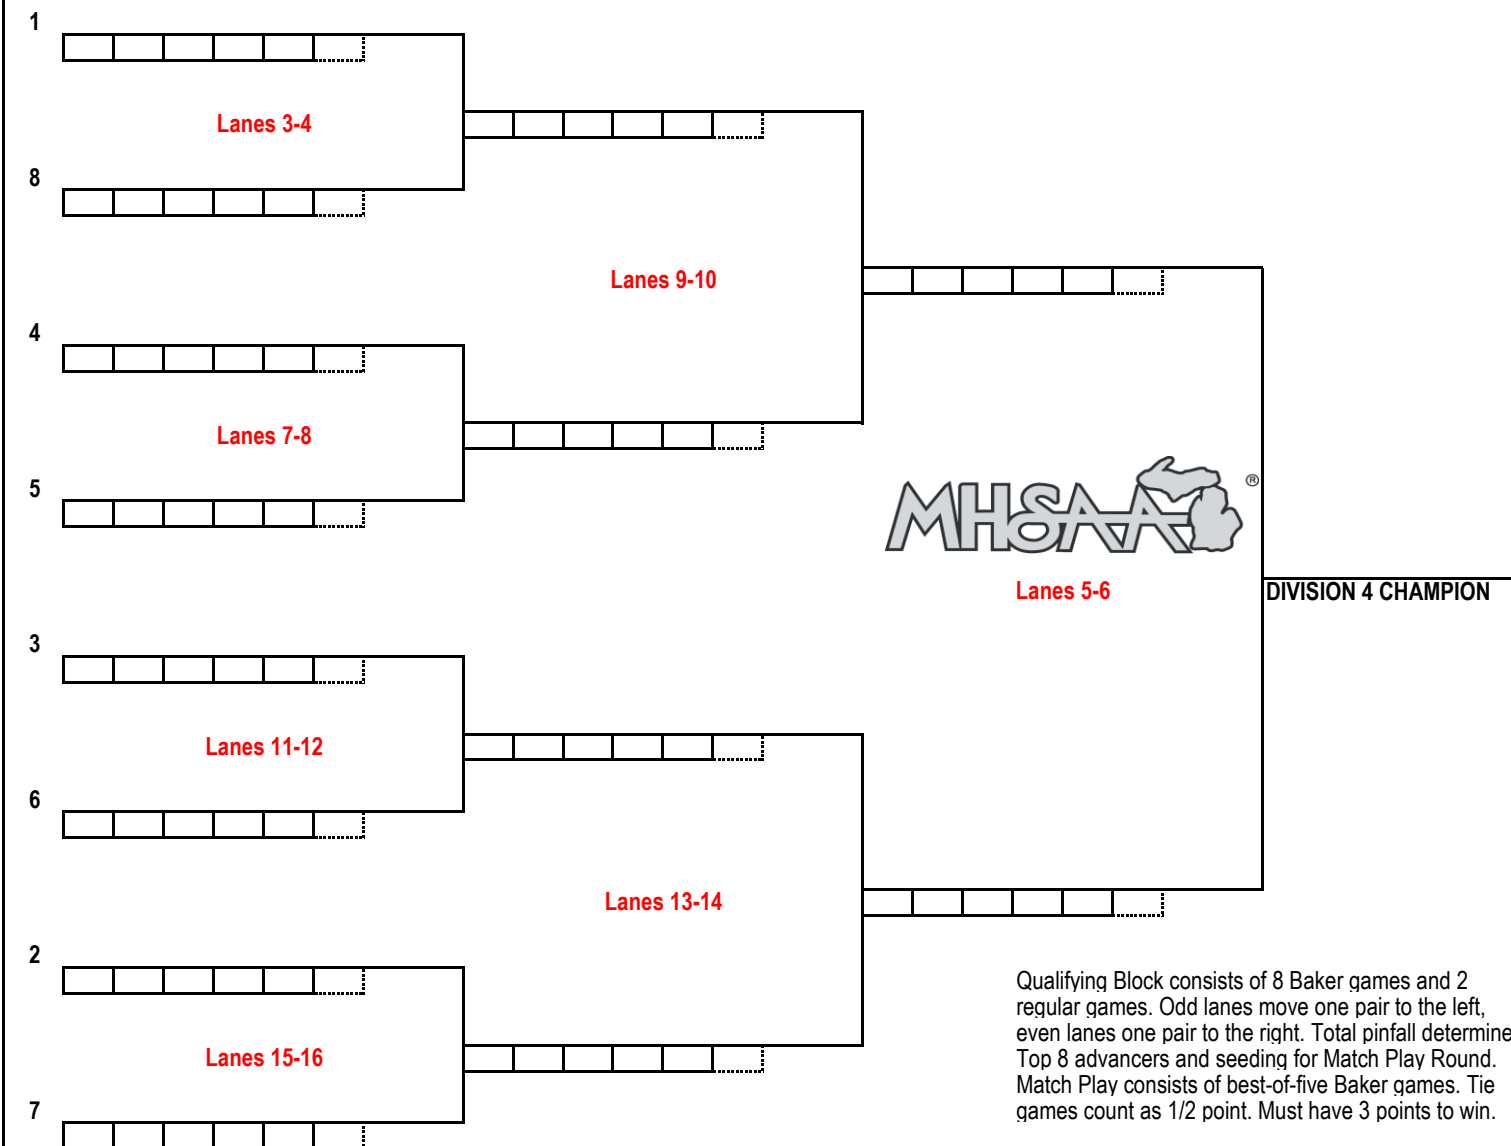 1
Lanes 3-4
8
Lanes 9-10
4
Lanes 7-8
5
MHSAA®
Lanes 5-6
DIVISION 4 CHAMPION
3
Lanes 11-12
6
Lanes 13-14
2
Lanes 15-16
7
Qualifying Block consists of 8 Baker games and 2
regular games. Odd lanes move one pair to the left,
even lanes one pair to the right. Total pinfall determine
Top 8 advancers and seeding for Match Play Round.
Match Play consists of best-of-five Baker games. Tie
games count as 1/2 point. Must have 3 points to win.